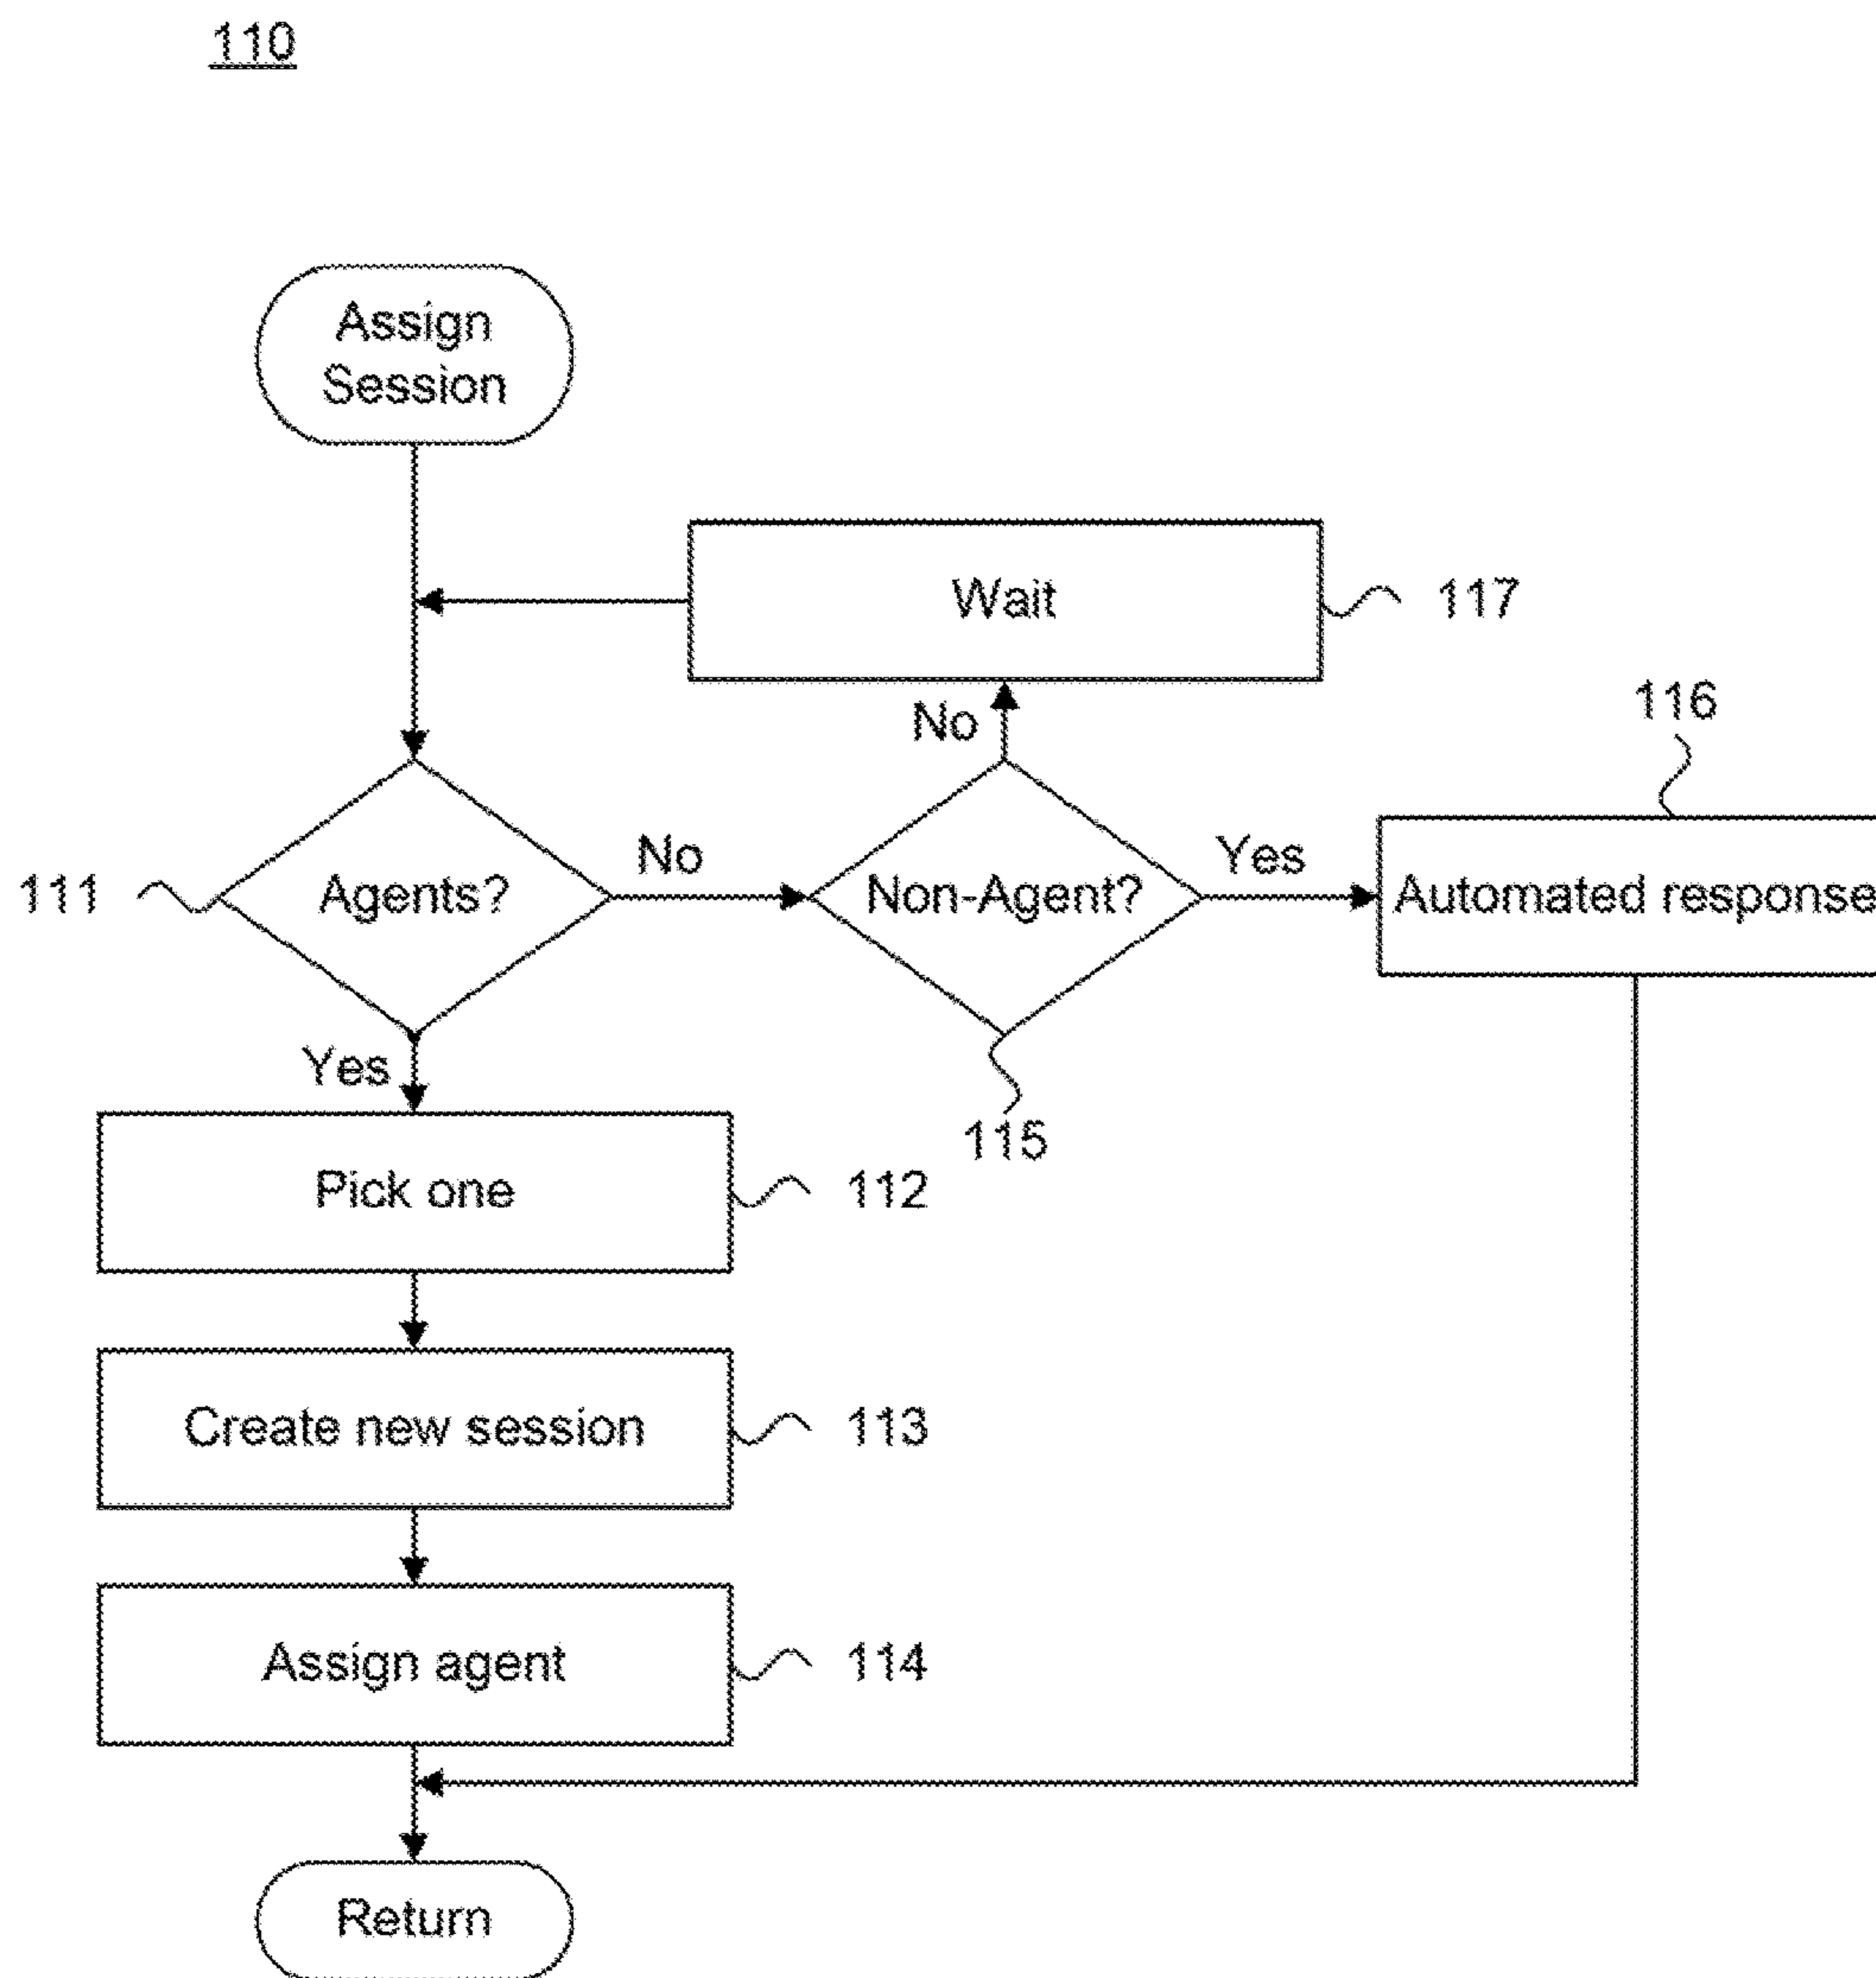 110
Assign
Session
Wait
117
No
116
111
Agents?
No
Non-Agent?
Yes
Automated response
Yes
115
Pick one
112
Create new session
113
Assign agent
114
Return